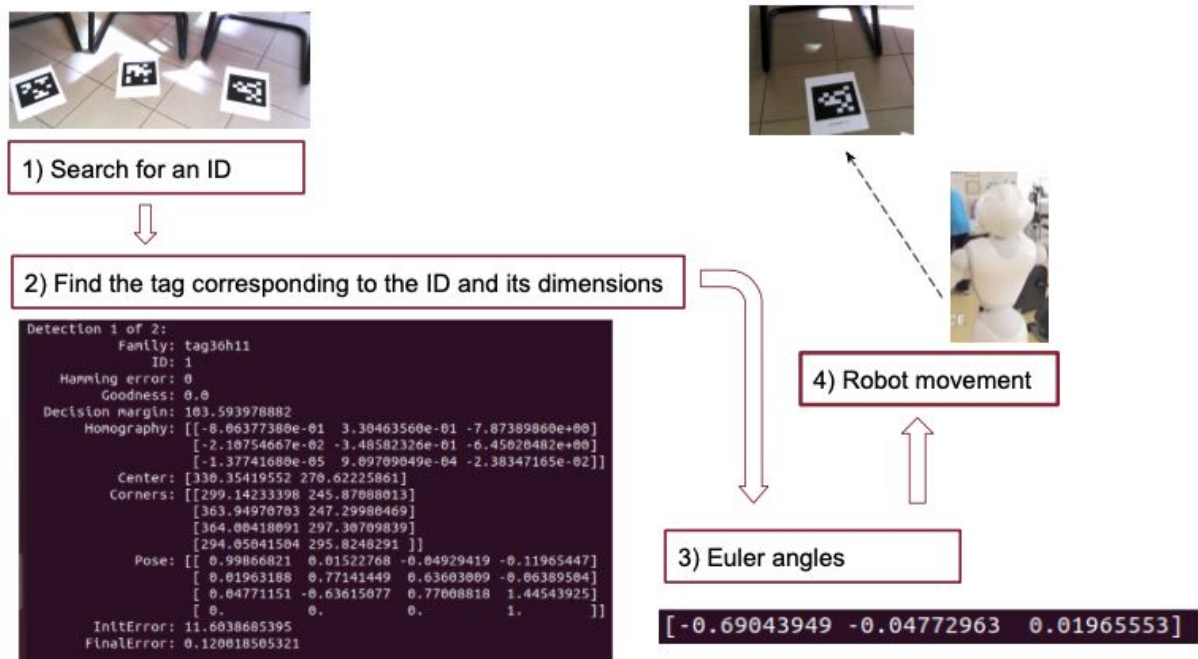 1) Search for an ID
2) Find the tag corresponding to the ID and its dimensions
Detection 1 of 2:
Family: tag36h11
ID: 1
Hamming error: 0
Goodness: 0.0
Decision margin: 103.593978882
Homography: [[-8.06377380e-01 3.30463560e-01 -7.87389860e+00]
[-2.10754667e-02 -3.48582326e-01 -6.45020482e+00]
[-1.37741680e-05 9.09709049e-04 -2.38347165e-02]]
Center: [330.35419552 270.62225861]
Corners: [[299.14233398 245.87088013]
[363.94970703 247.29980469]
[364.00418091 297.30709839]
[294.05041504 295.8248291 ]]
Pose: [[ 0.99866821 0.01522768 -0.04929419 -0.11965447]
[ 0.01963188 0.77141449 0.63603009 -0.06389504]
[ 0.04771151 -0.63615077 0.77008818 1.44543925]
[ 0. 0. 0. 1. ]]
InitError: 11.6038685395
FinalError: 0.120018505321
3) Euler angles
[-0.69043949 -0.04772963 0.01965553]
4) Robot movement